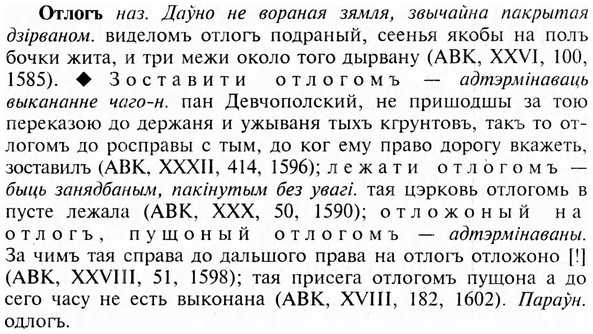 Отлогъ наз. Даўно не вораная зямля, звычайна пакрытая
дзірваном. виделомъ отлогъ подраный, сеенья якобы на полъ
бочки жита, и три межи около того дырвану (АВК, XXVI, 100,
1585). ◆ Зоставити отлогомъ — адтэрмінаваць
выкананне чаго-н. пан Девчополский, не пришодшы за тою
переказою до держаня и ужываня тыхъ кгрунтовъ, такъ то от-
логомъ до росправы с тым, до ког ему право дорогу вкажеть,
зоставилъ (АВК, XXXII, 414, 1596); лежати отлогомъ —
быць занядбаным, пакінутым без увагі. тая цэрковь отлогомъ в
пусте лежала (АВК, XXX, 50, 1590); отложоный на
отлогъ, пущоный отлогомъ — адтэрмінаваны.
За чимъ тая справа до дальшого права на отлогъ отложоно [!]
(АВК, XXVIII, 51, 1598); тая присега отлогомъ пущона а до
сего часу не есть выконана (АВК, XVIII, 182, 1602). Параўн.
одлогъ.